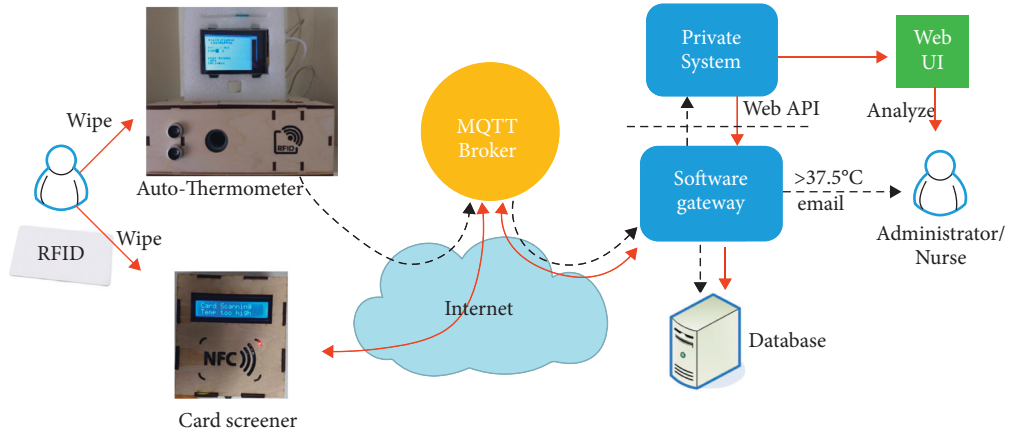 Wipe
RFID
Auto-Thermometer
RFID
Wipe
Card Scanning
Temp too high
NFC
Card screener
MQTT
Broker
Internet
Private
System
Web API
Software
gateway
Database
Web
UI
Analyze
>37.5°C
email
Administrator/
Nurse